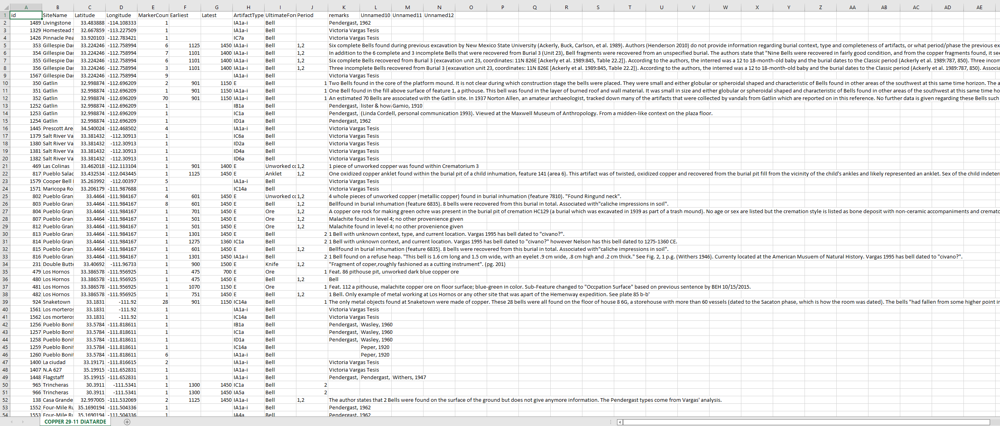 A B C D E F G H I J K L M N O P Q R S T U V W X Y Z AA AB AC AD AE
1 id SiteName Latitude Longitude MarkerCoun Earliest Latest ArtifactType UltimateFor Period remarks Unnamed10 Unnamed11 Unnamed12
2 1489 Livingstone 33.483888 -114.108333 1 IA1a-i Bell Pendergast, 1962
3 1329 Homestead S 32.667859 -113.227509 1 IA1a-i Bell Victoria Vargas Tesis
4 1426 Pinnacle Pea 33.920103 -112.783421 1 IC7a Bell Victoria Vargas Tesis
5 353 Gillespie Dar 33.224246 -112.758994 6 1125 1450 IA1a-i Bell 1,2 Six complete Bells found during previous excavation by New Mexico State University (Ackerly, Buck, Carlson, et al. 1989). Authors (Henderson 2010) do not provide information regarding burial context, type and completeness of artifacts, or what period/phase the previous ex
6 354 Gillespie Dar 33.224246 -112.758994 7 1101 1400 IA1a-i Bell 1,2 In addition to the 6 complete and 3 incomplete Bells that were recovered from Burial 3 (Unit 23), Bell fragments were recovered from an unspecified burial. The authors state that "Nine Bells were recovered in fairly good condition, and from the copper fragments found, it see
7 355 Gillespie Dar 33.224246 -112.758994 6 1101 1400 IA1a-i Bell 1,2 Six complete Bells recovered from Burial 3 (excavation unit 23, coordinates: 11N 826E [Ackerly et al. 1989:845, Table 22.2]). According to the authors, the interred was a 12 to 18-month-old baby and the burial dates to the Classic period (Ackerly et al. 1989:787, 850). Three incom
8 356 Gillespie Dar 33.224246 -112.758994 3 1101 1400 IA1a-i Bell 1,2 Three incomplete Bells recovered from Burial 3 (excavation unit 23, coordinates: 11N 826E [Ackerly et al. 1989:845, Table 22.2]). According to the authors, the interred was a 12 to 18-month-old baby and the burial dates to the Classic period (Ackerly et al. 1989:787, 850). Associa
9 1567 Gillespie Dar 33.224246 -112.758994 9 IA1a-i Bell Victoria Vargas Tesis
10 350 Gatlin 32.998874 -112.696209 2 901 1150 E Bell 1 Two Bells found in the core of the platform mound. It is not clear during which construction stage the bells were placed. They were small and either globular or spheroidal shaped and characteristic of Bells found in other areas of the southwest at this same time horizon. The a
11 351 Gatlin 32.998874 -112.696209 1 901 1150 IA1a-i Bell 1 One Bell found in the fill above surface of feature 1, a pithouse. This bell was found in the layer of burned roof and wall material. It was small in size and either globular or spheroidal shaped and characteristic of Bells found in other areas of the southwest at this same time ho
12 352 Gatlin 32.998874 -112.696209 70 901 1150 IA1a-i Bell 1 An estimated 70 Bells are associated with the Gatlin site. In 1937 Norton Allen, an amateur archaeologist, tracked down many of the artifacts that were collected by vandals from Gatlin which are reported on in this reference. No further data is given regarding these Bells such
13 1252 Gatlin 32.998874 -112.696209 1 IB1a Bell Pendergast, lister & how Gamio, 1910
14 1253 Gatlin 32.998874 -112.696209 1 IC1a Bell Pendergast, (Linda Cordell, personal communication 1993). Viewed at the Maxwell Museum of Anthropology. From a midden-like context on the plaza floor.
15 1254 Gatlin 32.998874 -112.696209 1 ID1a Bell Pendergast, 1962
16 1445 Prescott Are 34.540024 -112.468502 4 IA1a-i Bell Victoria Vargas Tesis
17 1379 Salt River Va 33.381432 -112.30913 1 IC6a Bell Victoria Vargas Tesis
18 1380 Salt River Va 33.381432 -112.30913 1 ID2a Bell Victoria Vargas Tesis
19 1381 Salt River Va 33.381432 -112.30913 1 ID4a Bell Victoria Vargas Tesis
20 1382 Salt River Va 33.381432 -112.30913 1 ID6a Bell Victoria Vargas Tesis
21 469 Las Colinas 33.462018 -112.113104 1 901 1400 E Unworked cc 1,2 1 piece of unworked copper was found within Crematorium 3
22 817 Pueblo Salac 33.432534 -112.043445 1 1125 1450 E Anklet 1,2 One oxidized copper anklet found within the burial pit of a child inhumation, feature 141 (area 6). This artifact was of twisted, oxidized copper and recovered from the burial pit fill from the vicinity of the child's ankles and likely represented an anklet. Sex of the child indeter
23 1579 Cooper Bell 35.263992 -112.00397 5 IA1a-i Bell Victoria Vargas Tesis
24 1571 Maricopa Ro 33.206179 -111.987688 1 IC14a Bell Victoria Vargas Tesis
25 802 Pueblo Gran 33.4464 -111.984167 4 601 1450 E Unworked cc 1,2 4 whole pieces of unworked copper (metallic copper) found in burial inhumation (feature 7810). "Found Ringund neck".
26 803 Pueblo Gran 33.4464 -111.984167 8 601 1450 E Bell 1,2 Bellfound in burial inhumation (feature 6835). 8 bells were recovered from this burial in total. Associated with"caliche impressions in soil".
27 804 Pueblo Gran 33.4464 -111.984167 1 701 1450 E Ore 1,2 A copper ore rock for making green ochre was present in the burial pit of cremation HC129 (a burial which was excavated in 1939 as part of a trash mound). No age or sex are listed but the cremation style is listed as bone deposit with non-ceramic accompaniments and cremato
28 807 Pueblo Gran 33.4464 -111.984167 1 501 1450 E Ore 1,2 Malachite found in level 4; no other provenience given
29 812 Pueblo Gran 33.4464 -111.984167 1 501 1450 E Ore 1,2 Malachite found in level 4; no other provenience given
30 813 Pueblo Gran 33.4464 -111.984167 1 1301 1450 E Bell 2 1 Bell with unknown context, type, and current location. Vargas 1995 has bell dated to "civano?".
31 814 Pueblo Gran 33.4464 -111.984167 1 1275 1360 IC1a Bell 2 1 Bell with unknown context, and current location. Vargas 1995 has bell dated to "civano?" however Nelson has this bell dated to 1275-1360 CE.
32 815 Pueblo Gran 33.4464 -111.984167 1 601 1450 E Bell 1,2 Bellfound in burial inhumation (feature 6835). 8 bells were recovered from this burial in total. Associated with"caliche impressions in soil".
33 816 Pueblo Gran 33.4464 -111.984167 1 1301 1450 IA1a-i Bell 2 1 Bell found on a refuse heap. "This bell is 1.6 cm long and 1.5 cm wide, with an eyelet .9 cm wide, .8 cm high and .2 cm thick." See Fig. 2, 1 p.g. (Withers 1946). Currenty located at the American Musuem of Natural History. Vargas 1995 has bell dated to "civano?".
34 231 Double Butte 33.40692 -111.96733 1 900 1500 E Knife 1,2 "Fragment of coper,roughly fashioned as a cutting instrument". (pg. 201)
35 479 Los Hornos 33.386578 -111.956925 1 475 700 E Ore 1 Feat. 86 pithouse pit, unworked dark blue copper ore
36 480 Los Hornos 33.386578 -111.956925 1 475 1450 E Bell 1,2 Bell
37 481 Los Hornos 33.386578 -111.956925 1 1070 1150 E Ore 1 Feat. 112 a pithouse, malachite copper ore on floor surface; blue-green in color. Sub-Feature changed to "Occpation Surface" based on previous sentence by BEH 10/15/2015.
38 482 Los Hornos 33.386578 -111.956925 1 751 1450 E Bell 1,2 1 Bell. Only example of metal working at Los Hornos or any other site that was apart of the Hemenway expedition. See plate 85 b-b'
39 924 Snaketown 33.1831 -111.92 28 901 1150 IC14a Bell 1 The only metal objects found at Snaketown were made of copper. These 28 bells were all found on the floor of house 8 6G, a storehouse with more than 60 vessels (dated to the Sacaton phase, which is how the room was dated). The bells "had fallen from some higher point in
40 1561 Los morteros 33.1831 -111.92 1 IA1a-i Bell Victoria Vargas Tesis
41 1562 Los morteros 33.1831 -111.92 1 IC14a Bell Victoria Vargas Tesis
42 1256 Pueblo Bonit 33.5784 -111.818611 1 IB1a Bell Pendergast, Wasley, 1960
43 1257 Pueblo Bonit 33.5784 -111.818611 1 IC1a Bell Pendergast, Wasley, 1960
44 1258 Pueblo Bonit 33.5784 -111.818611 1 ID1a Bell Pendergast, Wasley, 1960
45 1259 Pueblo Bonit 33.5784 -111.818611 1 IC14a Bell Peper, 1920
46 1260 Pueblo Bonit 33.5784 -111.818611 6 IA1a-i Bell Peper, 1920
47 1400 La ciudad 33.19171 -111.816615 2 IA1a-i Bell Victoria Vargas Tesis
48 1407 N.A 627 35.19915 -111.652831 1 IA1a-i Bell Victoria Vargas Tesis
49 1448 Flagstaff 35.19915 -111.652831 1 IA1a-i Bell Pendergast, Pendergast, Withers, 1947
50 965 Trincheras 30.3911 -111.5341 1 1300 1450 IC1a Bell 2
51 966 Trincheras 30.3911 -111.5341 1 1300 1450 IA5a Bell 2
52 138 Casa Grande 32.997005 -111.532069 2 1125 1450 IA1a-i Bell 1,2 The author states that 2 Bells were found on the surface of the ground but does not give anymore information. The Pendergast types come from Vargas' analysis.
53 1552 Four-Mile Ru 35.1690194 -111.504336 1 IA1a-i Bell Pendergast, 1962
54 1553 Four-Mile Ru 35.1690194 -111.504336 1 IA4a Bell Pendergast, 1962
COPPER 29-11 DIATARDE